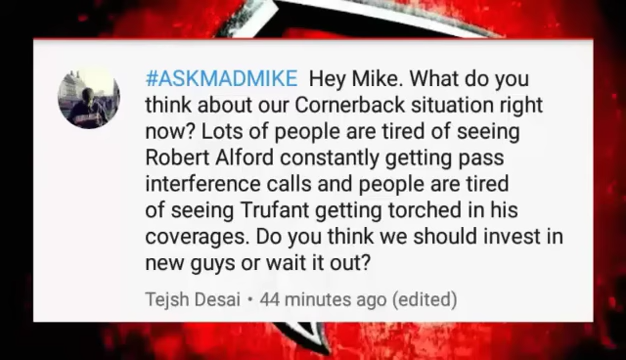 #ASKMADMIKE Hey Mike. What do you
think about our Cornerback situation right
now? Lots of people are tired of seeing
Robert Alford constantly getting pass
interference calls and people are tired
of seeing Trufant getting torched in his
coverages. Do you think we should invest in
new guys or wait it out?
Tejsh Desai • 44 minutes ago (edited)